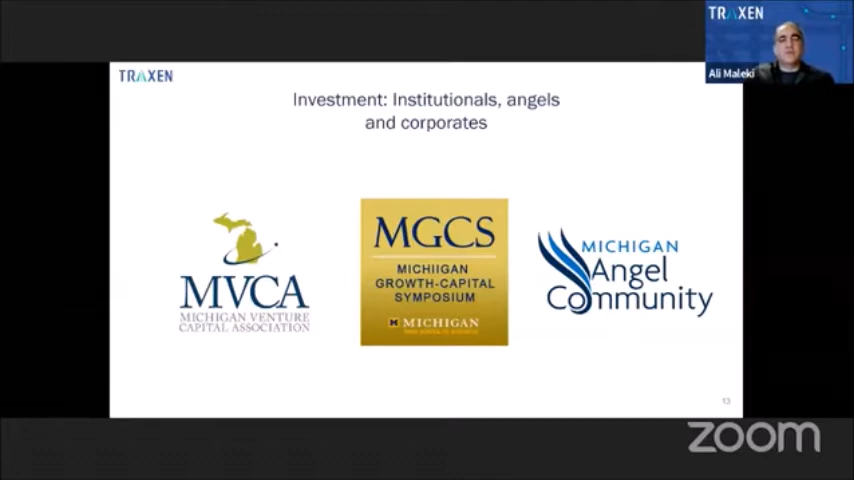 TRAXEN
Ali Maleki
TRAXEN
Investment: Institutionals, angels
and corporates
MVCA
MICHIGAN VENTURE
CAPITAL ASSOCIATION
MGCS
MICHIIGAN
GROWTH-CAPITAL
SYMPOSIUM
M MICHIGAN
MICHIGAN
Angel
Community
13
zoom